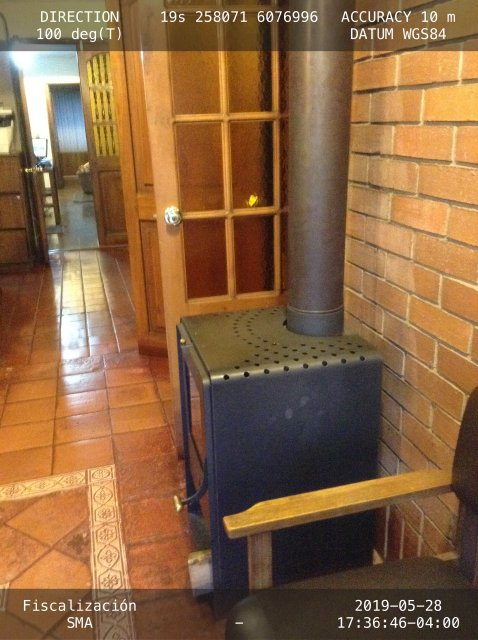 DIRECTION
100 deg(T)
19s 258071 6076996
ACCURACY 10 m
DATUM WGS84
Fiscalización
SMA
–
2019-05-28
17:36:46-04:00